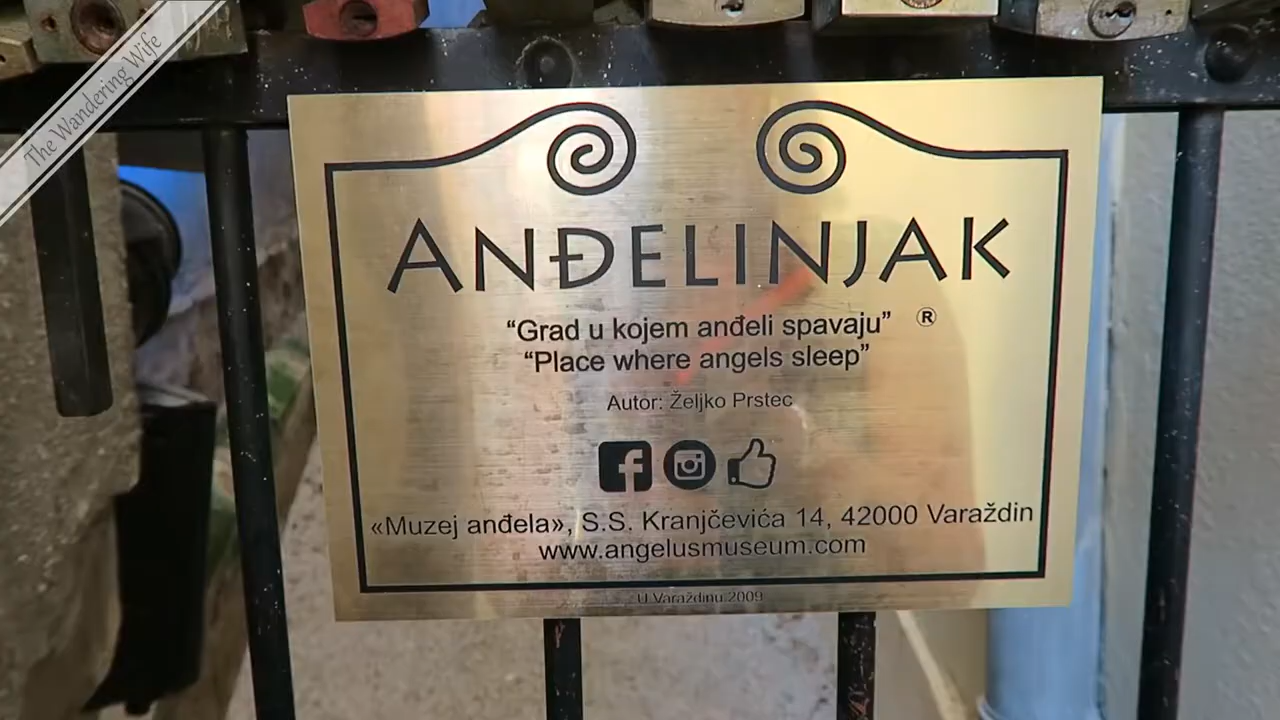 The Wandering Wife
ANĐELINJAK
“Grad u kojem anđeli spavaju” ®
“Place where angels sleep”
Autor: Željko Prstec
«Muzej anđela», S.S. Kranjčevića 14, 42000 Varaždin
www.angelusmuseum.com
U Varaždinu 2009